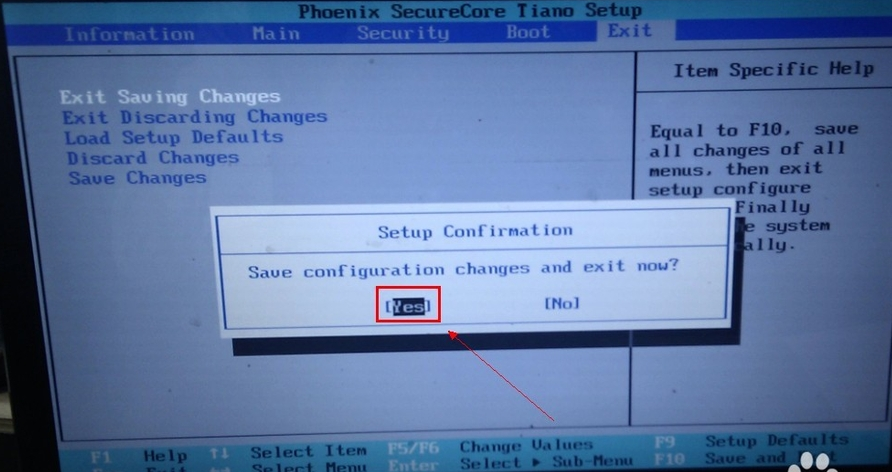 Phoenix SecureCore Tiano Setup
Information Main Security Boot Exit
Item Specific Help
Exit Saving Changes
Exit Discarding Changes
Load Setup Defaults
Discard Changes
Save Changes
Equal to F10, save
all changes of all
menus, then exit
setup configure
Finally
e system
ally.
Setup Confirmation
Save configuration changes and exit now?
[Yes] [No]
F1 Help ↑↓ Select Item F5/F6 Change Values F9 Setup Defaults
Select Menu Enter Select ▶ Sub-Menu F10 Save and